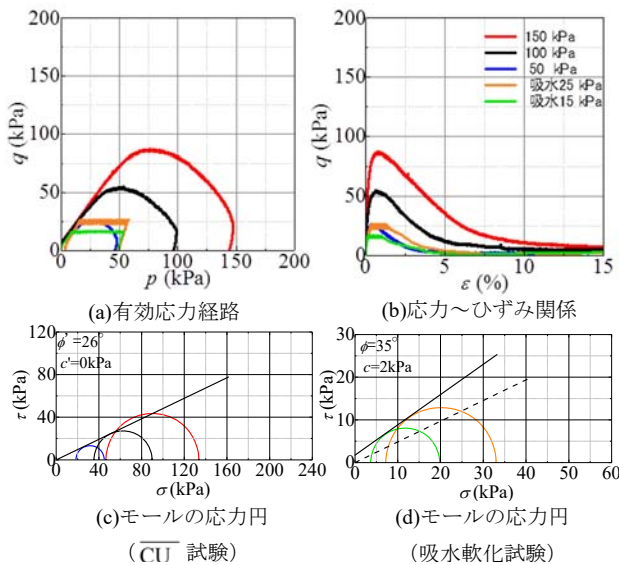 200
150
100
50
0
q (kPa)
0 50 100 150 200
p (kPa)
(a)有効応力経路
200
150
100
50
0
q (kPa)
150 kPa
100 kPa
50 kPa
吸水25 kPa
吸水15 kPa
0 5 10 15
ε (%)
(b)応力～ひずみ関係
120
80
40
0
τ (kPa)
ϕ'=26°
c'=0kPa
0 40 80 120 160 200 240
σ(kPa)
(c)モールの応力円
(CU 試験)
30
20
10
0
τ (kPa)
ϕ=35°
c=2kPa
0 10 20 30 40 50 60
σ(kPa)
(d)モールの応力円
(吸水軟化試験)